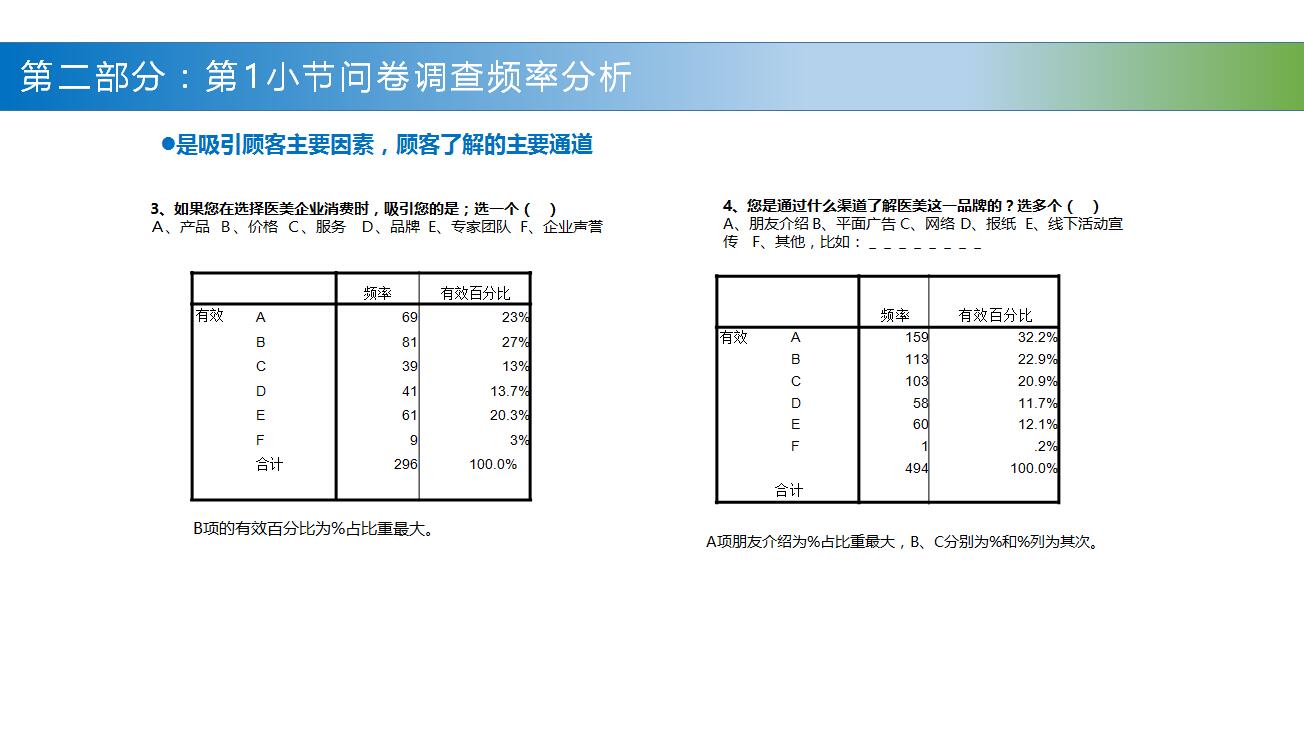 第二部分：第1小节问卷调查频率分析
●是吸引顾客主要因素，顾客了解的主要通道
3、如果您在选择医美企业消费时，吸引您的是；选一个（ ）
A、产品 B、价格 C、服务 D、品牌 E、专家团队 F、企业声誉
频率 有效百分比
有效 A 69 23%
B 81 27%
C 39 13%
D 41 13.7%
E 61 20.3%
F 9 3%
合计 296 100.0%
B项的有效百分比为%占比重最大。
4、您是通过什么渠道了解医美这一品牌的？选多个（ ）
A、朋友介绍 B、平面广告 C、网络 D、报纸 E、线下活动宣
传 F、其他，比如：_ _ _ _ _ _ _ _
频率 有效百分比
有效 A 159 32.2%
B 113 22.9%
C 103 20.9%
D 58 11.7%
E 60 12.1%
F 1 .2%
494 100.0%
合计
A项朋友介绍为%占比重最大，B、C分别为%和%列为其次。